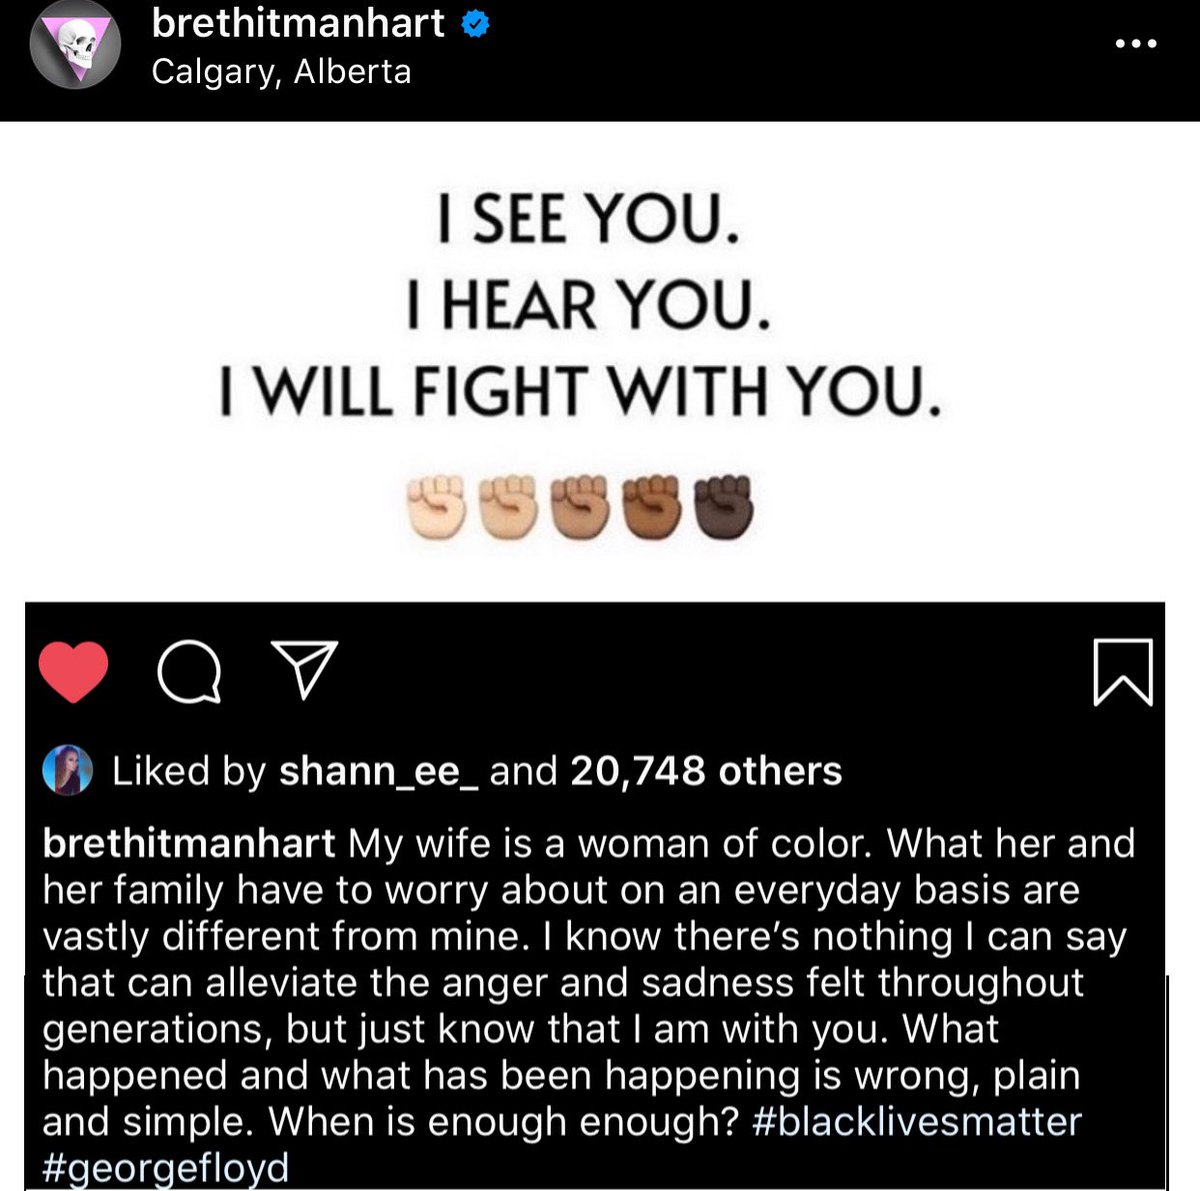 brethitmanhart
Calgary, Alberta
I SEE YOU.
I HEAR YOU.
I WILL FIGHT WITH YOU.
Liked by shann_ee_ and 20,748 others
brethitmanhart My wife is a woman of color. What her and
her family have to worry about on an everyday basis are
vastly different from mine. I know there’s nothing I can say
that can alleviate the anger and sadness felt throughout
generations, but just know that I am with you. What
happened and what has been happening is wrong, plain
and simple. When is enough enough? #blacklivesmatter
#georgefloyd